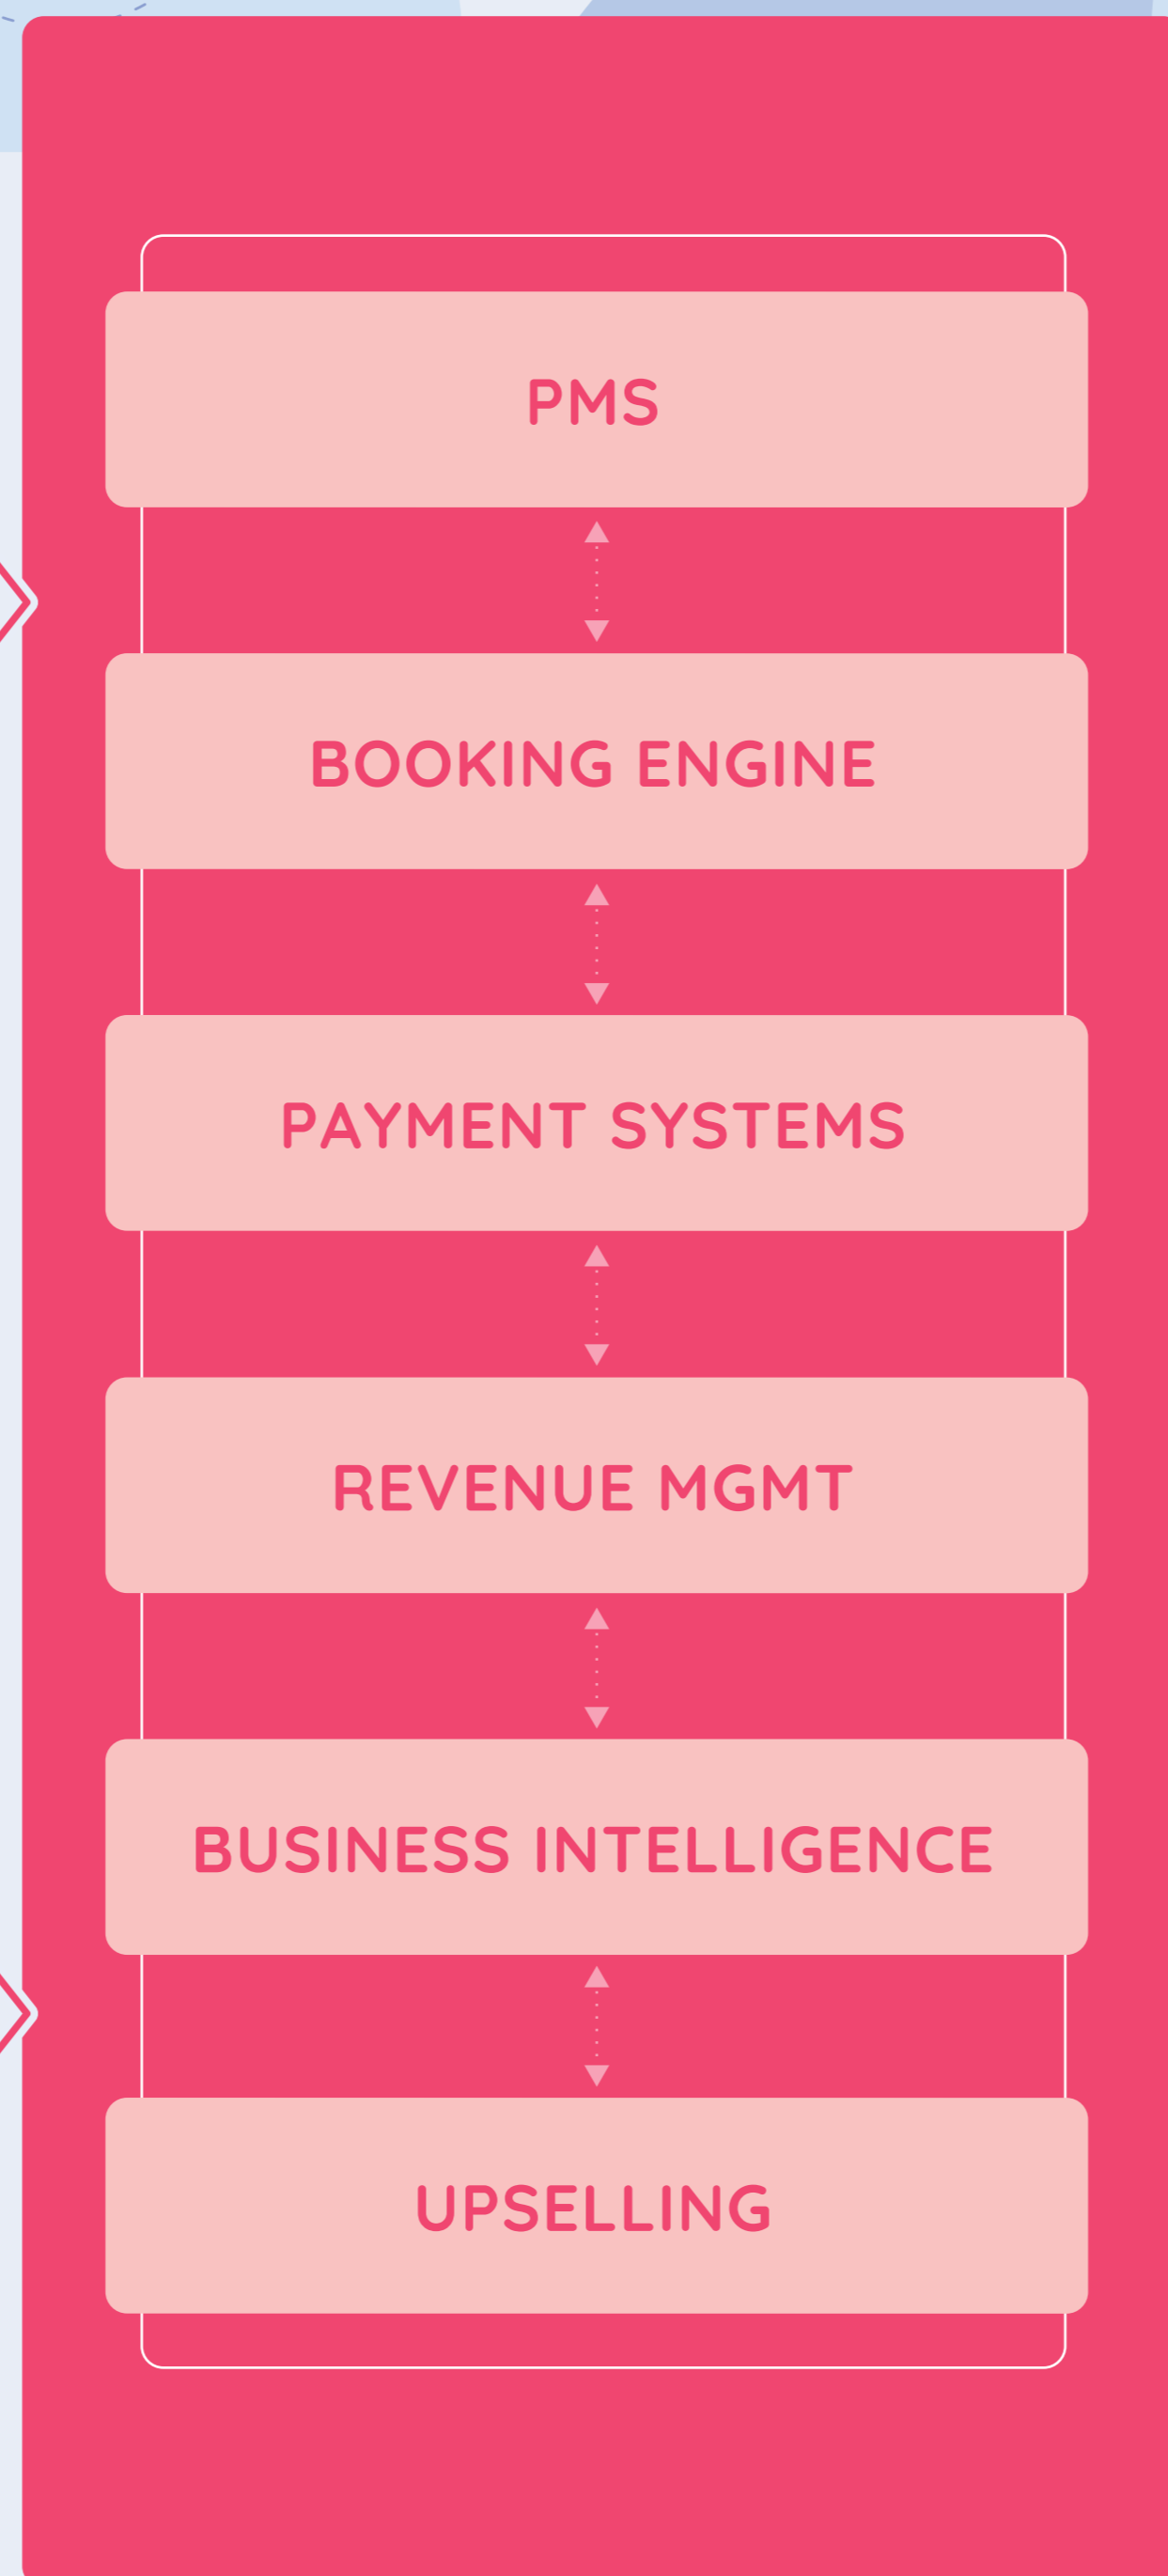 PMS
BOOKING ENGINE
PAYMENT SYSTEMS
REVENUE MGMT
BUSINESS INTELLIGENCE
UPSELLING